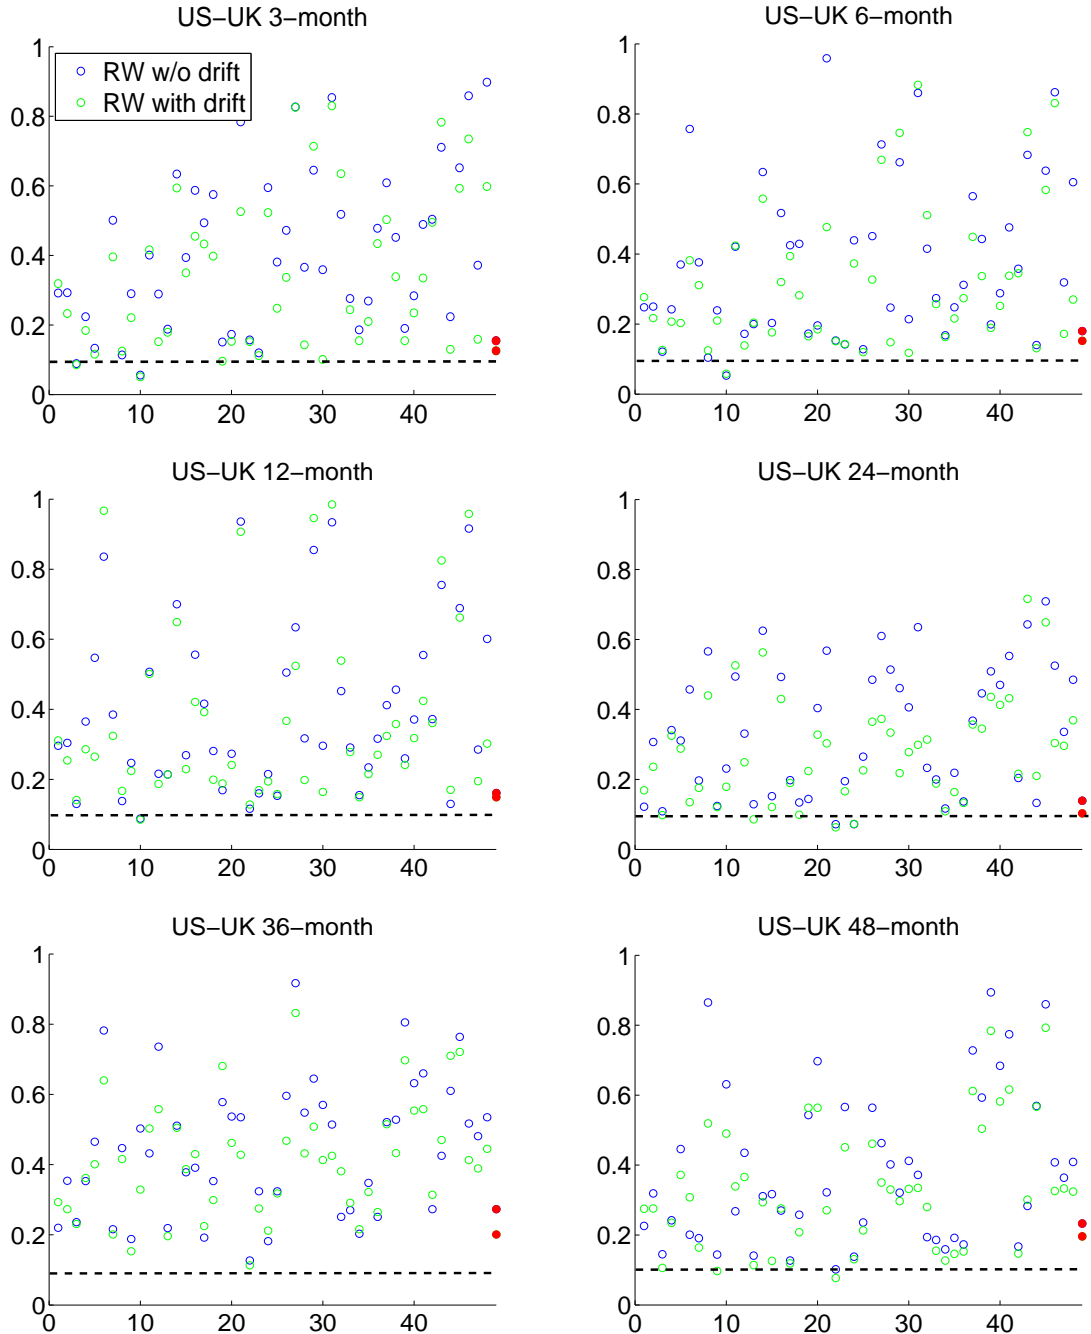 US−UK 3−month
1
0.8
0.6
0.4
0.2
0
0 10 20 30 40
RW w/o drift
RW with drift
US−UK 6−month
1
0.8
0.6
0.4
0.2
0
0 10 20 30 40
US−UK 12−month
1
0.8
0.6
0.4
0.2
0
0 10 20 30 40
US−UK 24−month
1
0.8
0.6
0.4
0.2
0
0 10 20 30 40
US−UK 36−month
1
0.8
0.6
0.4
0.2
0
0 10 20 30 40
US−UK 48−month
1
0.8
0.6
0.4
0.2
0
0 10 20 30 40